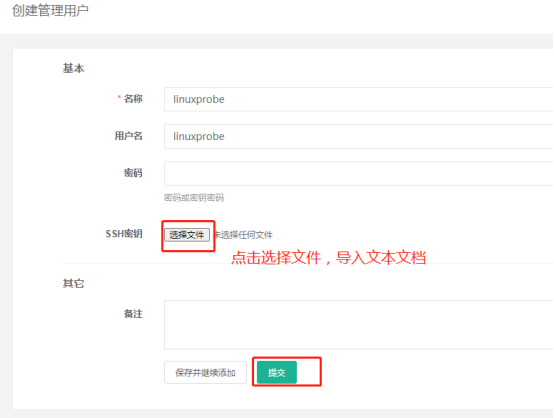 创建管理用户
基本
* 名称 linuxprobe
用户名 linuxprobe
密码
密码或密钥密码
SSH密钥 选择文件 未选择任何文件
点击选择文件，导入文本文档
其它
备注
保存并继续添加 提交